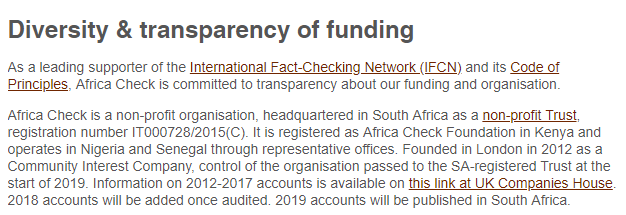 Diversity & transparency of funding
As a leading supporter of the International Fact-Checking Network (IFCN) and its Code of
Principles, Africa Check is committed to transparency about our funding and organisation.
Africa Check is a non-profit organisation, headquartered in South Africa as a non-profit Trust,
registration number IT000728/2015(C). It is registered as Africa Check Foundation in Kenya and
operates in Nigeria and Senegal through representative offices. Founded in London in 2012 as a
Community Interest Company, control of the organisation passed to the SA-registered Trust at the
start of 2019. Information on 2012-2017 accounts is available on this link at UK Companies House.
2018 accounts will be added once audited. 2019 accounts will be published in South Africa.